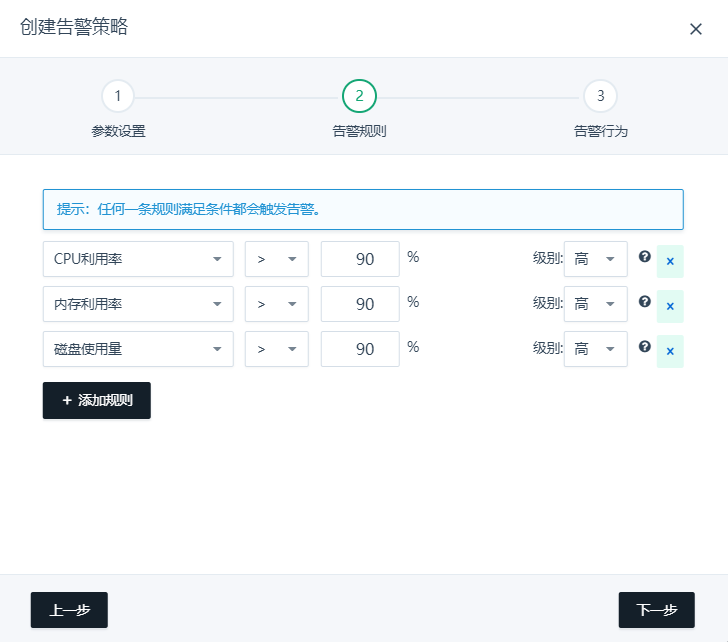 创建告警策略
1 2 3
参数设置 告警规则 告警行为
提示：任何一条规则满足条件都会触发告警。
CPU利用率 > 90 % 级别: 高
内存利用率 > 90 % 级别: 高
磁盘使用量 > 90 % 级别: 高
+ 添加规则
上一步 下一步